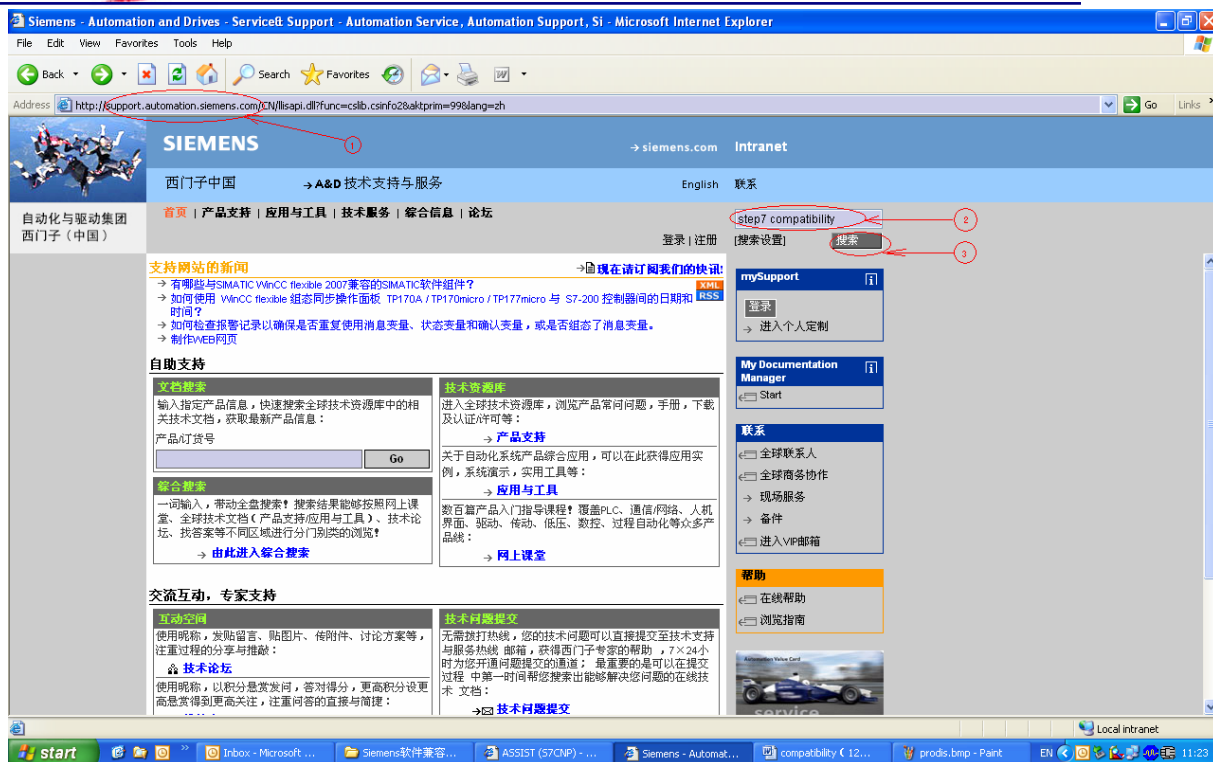 Siemens - Automation and Drives - Service& Support - Automation Service, Automation Support, Si - Microsoft Internet Explorer
File Edit View Favorites Tools Help
Back Search Favorites
Address http://support.automation.siemens.com/CN/llisapi.dll?func=cslib.csinfo2&aktprim=99&lang=zh Go Links
1
SIEMENS
→ siemens.com Intranet
西门子中国 →A&D技术支持与服务 English 联系
自动化与驱动集团
西门子（中国）
首页 | 产品支持 | 应用与工具 | 技术服务 | 综合信息 | 论坛
step7 compatibility 2
登录 | 注册 [搜索设置] 搜索
3
支持网站的新闻 →现在请订阅我们的快讯!
→ 有哪些与SIMATIC WinCC flexible 2007兼容的SIMATIC软件组件? XML
→ 如何使用 WinCC flexible 组态同步操作面板 TP170A / TP170micro / TP177micro 与 S7-200 控制器间的日期和 RSS
时间？
→ 如何检查报警记录以确保是否重复使用消息变量、状态变量和确认变量，或是否组态了消息变量。
→ 制作WEB网页
自助支持
文档搜索
输入指定产品信息，快速搜索全球技术资源库中的相
关技术文档，获取最新产品信息：
产品/订货号
Go
综合搜索
一词输入，带动全盘搜索！搜索结果能够按照网上课
堂、全球技术文档（产品支持/应用与工具）、技术论
坛、找答案等不同区域进行分门别类的浏览！
→ 由此进入综合搜索
技术资源库
进入全球技术资源库，浏览产品常问问题，手册，下载
及认证/许可等：
→ 产品支持
关于自动化系统产品综合应用，可以在此获得应用实
例，系统演示，实用工具等：
→ 应用与工具
数百篇产品入门指导课程！覆盖PLC、通信/网络、人机
界面、驱动、传动、低压、数控、过程自动化等众多产
品线：
→ 网上课堂
交流互动，专家支持
互动空间
使用昵称，发贴留言、贴图片、传附件、讨论方案等，
注重过程的分享与推敲：
技术论坛
使用昵称，以积分悬赏发问，答对得分，更高积分设更
高悬赏得到更高关注，注重问答的直接与简捷：
技术问题提交
无需拨打热线，您的技术问题可以直接提交至技术支持
与服务热线 邮箱，获得西门子专家的帮助 ，7×24小
时为您开通问题提交的通道； 最重要的是可以在提交
过程 中第一时间帮您搜索出能够解决您问题的在线技
术 文档：
→ 技术问题提交
mySupport
登录
→ 进入个人定制
My Documentation
Manager
Start
联系
全球联系人
全球商务协作
→ 现场服务
→ 备件
进入VIP邮箱
帮助
在线帮助
浏览指南
Automation Value Card
service
Local intranet
start Inbox - Microsoft ... Siemens软件兼容... ASSIST (S7CNP) - ... Siemens - Automat... compatibility ( 12... prodis.bmp - Paint EN 11:23